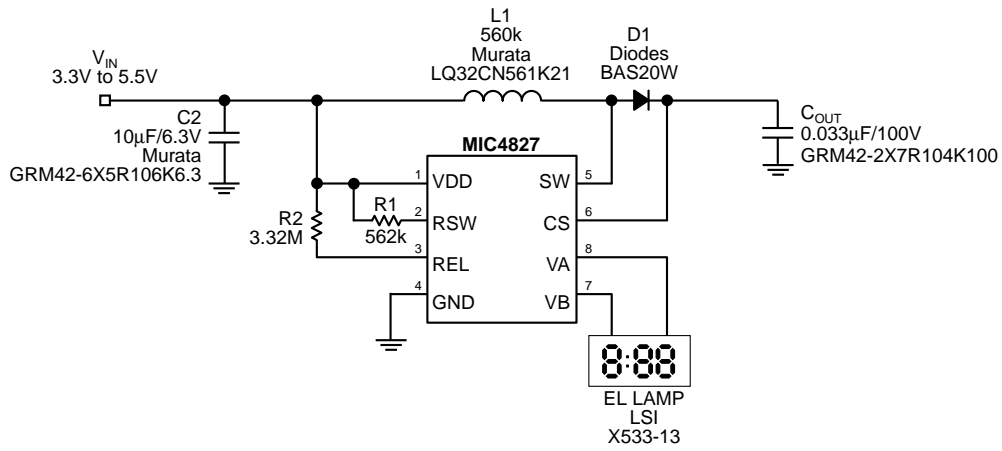 L1
560k
Murata
LQ32CN561K21
D1
Diodes
BAS20W
VIN
3.3V to 5.5V
C2
10µF/6.3V
Murata
GRM42-6X5R106K6.3
COUT
0.033µF/100V
GRM42-2X7R104K100
MIC4827
1
VDD
SW
5
R1
562k
2
RSW
CS
6
R2
3.32M
3
REL
VA
8
4
GND
VB
7
8:88
EL LAMP
LSI
X533-13